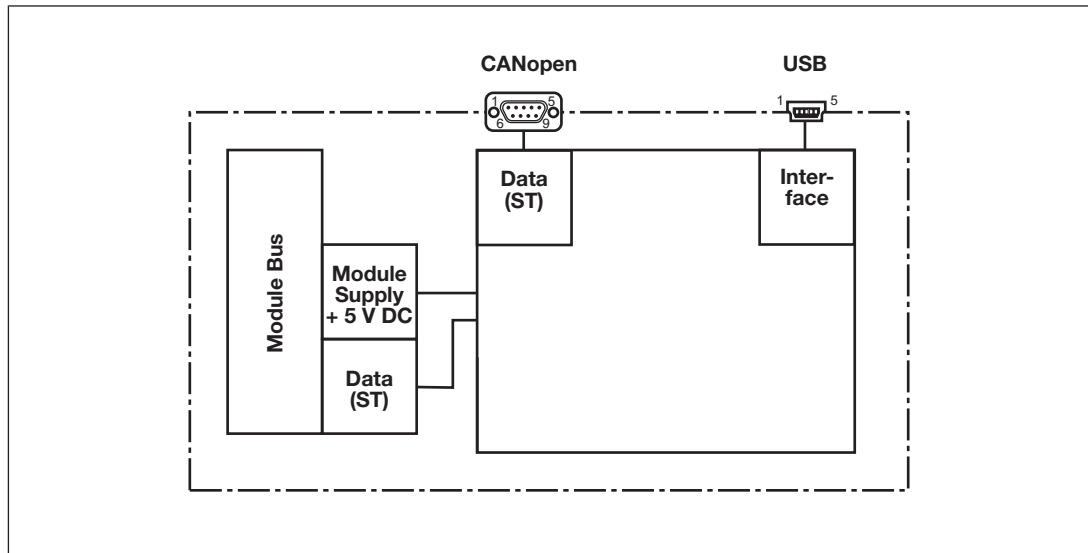 CANopen
USB
1 5
6 9
1 5
Data
(ST)
Inter-
face
Module Bus
Module
Supply
+ 5 V DC
Data
(ST)